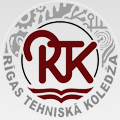 RTK
RĪGAS TEHNISKĀ KOLEDŽA